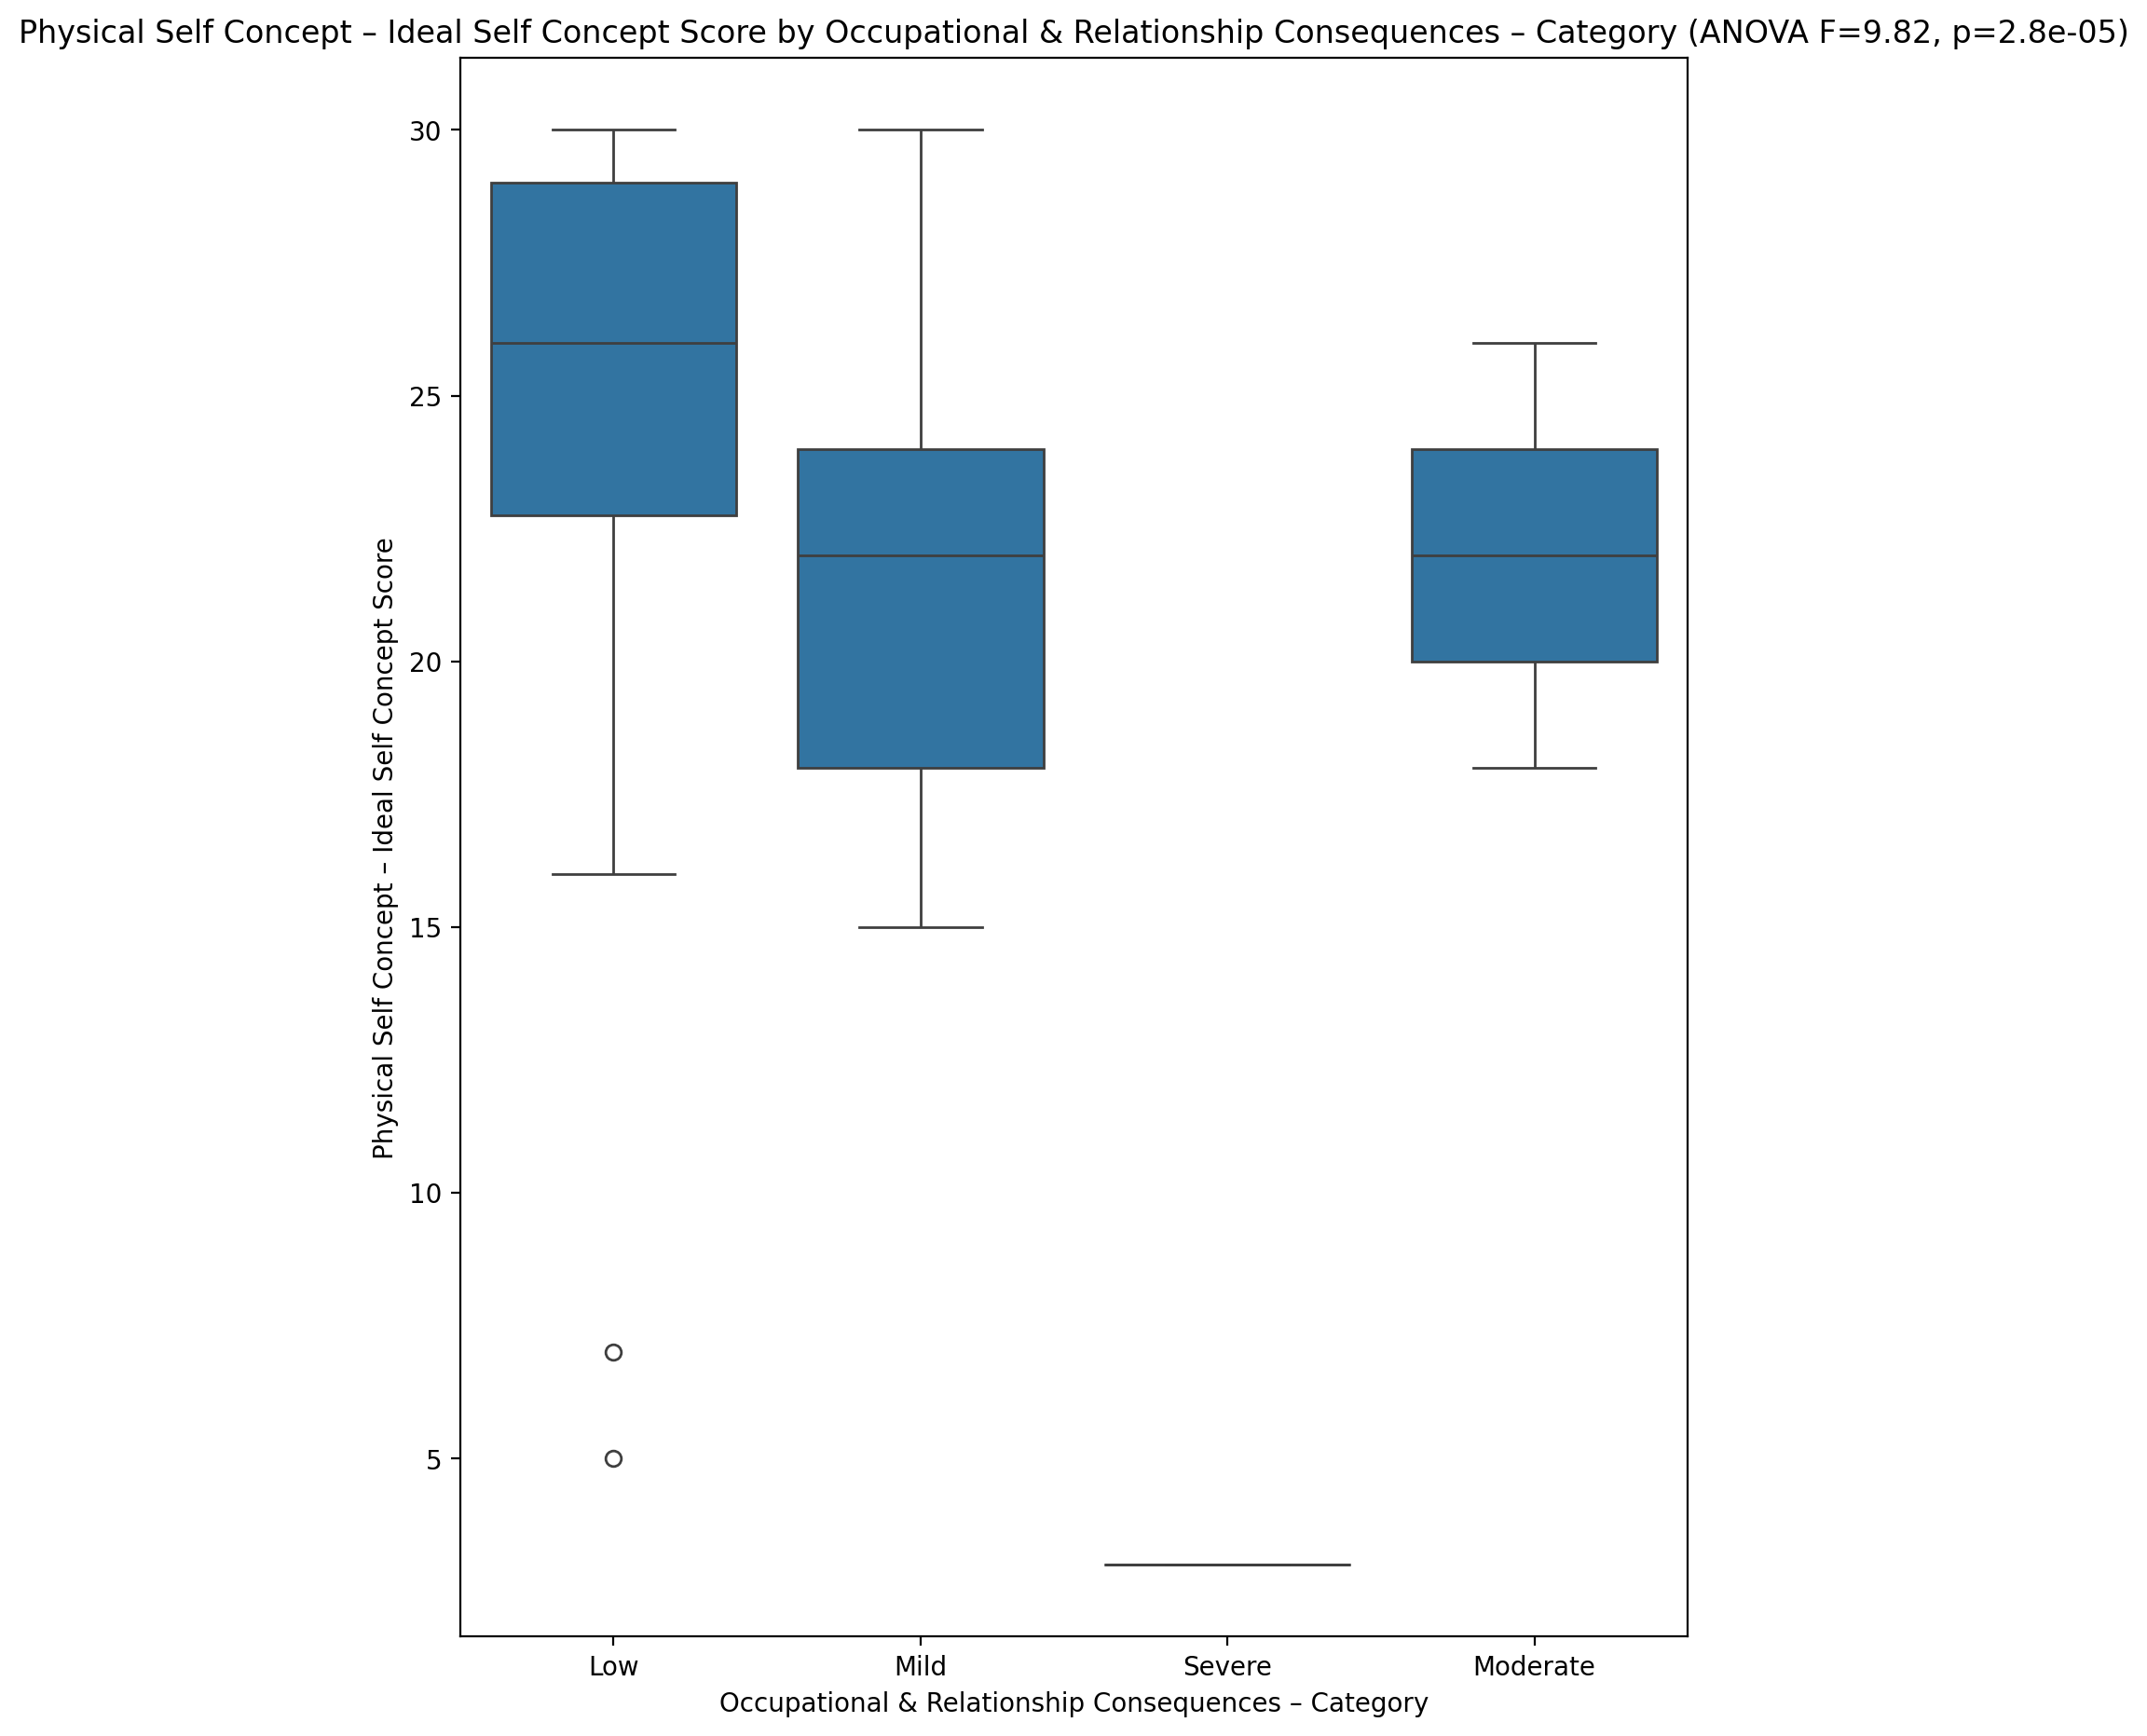 Physical Self Concept – Ideal Self Concept Score by Occupational & Relationship Consequences – Category (ANOVA F=9.82, p=2.8e-05)
Physical Self Concept – Ideal Self Concept Score
30
25
20
15
10
5
Low Mild Severe Moderate
Occupational & Relationship Consequences – Category